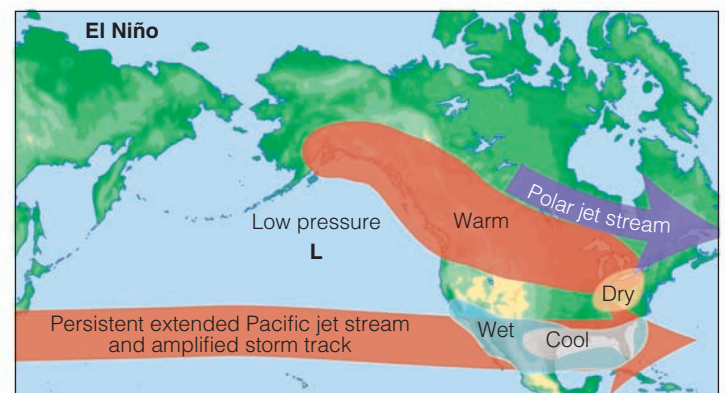 El Niño
Polar jet stream
Low pressure
L
Warm
Dry
Persistent extended Pacific jet stream
and amplified storm track
Wet
Cool